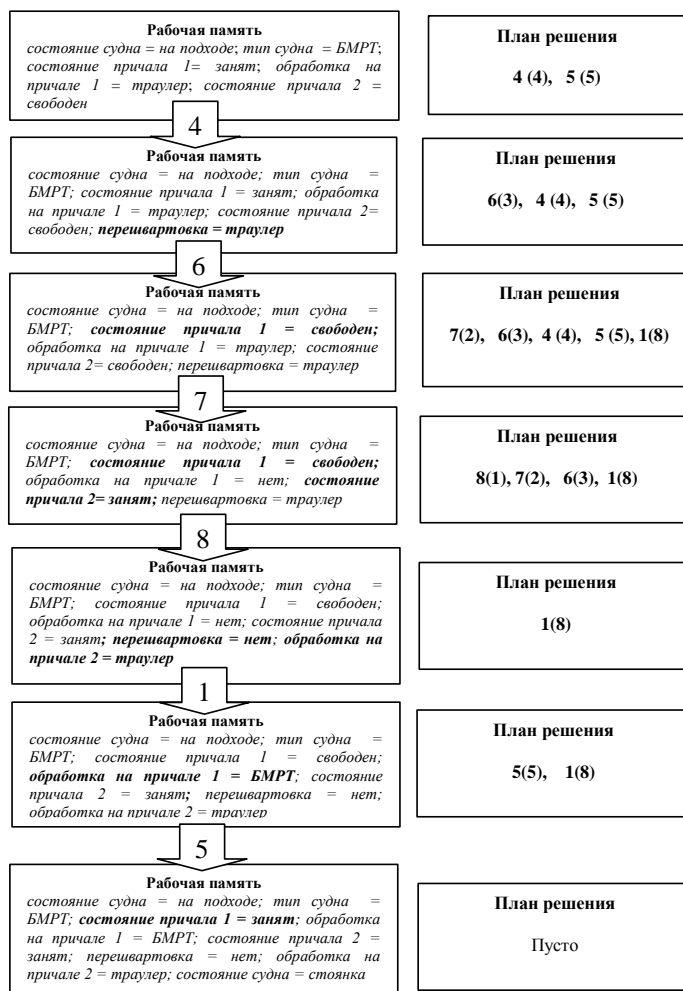 Рабочая память
состояние судна = на подходе; тип судна = БМРТ;
состояние причала 1= занят; обработка на
причале 1 = траулер; состояние причала 2 =
свободен
План решения
4 (4), 5 (5)
4
Рабочая память
состояние судна = на подходе; тип судна =
БМРТ; состояние причала 1 = занят; обработка
на причале 1 = траулер; состояние причала 2=
свободен; перешвартовка = траулер
План решения
6(3), 4 (4), 5 (5)
6
Рабочая память
состояние судна = на подходе; тип судна =
БМРТ; состояние причала 1 = свободен;
обработка на причале 1 = траулер; состояние
причала 2= свободен; перешвартовка = траулер
План решения
7(2), 6(3), 4 (4), 5 (5), 1(8)
7
Рабочая память
состояние судна = на подходе; тип судна =
БМРТ; состояние причала 1 = свободен;
обработка на причале 1 = нет; состояние
причала 2= занят; перешвартовка = траулер
План решения
8(1), 7(2), 6(3), 1(8)
8
Рабочая память
состояние судна = на подходе; тип судна =
БМРТ; состояние причала 1 = свободен;
обработка на причале 1 = нет; состояние причала
2 = занят; перешвартовка = нет; обработка на
причале 2 = траулер
План решения
1(8)
1
Рабочая память
состояние судна = на подходе; тип судна =
БМРТ; состояние причала 1 = свободен;
обработка на причале 1 = БМРТ; состояние
причала 2 = занят; перешвартовка = нет;
обработка на причале 2 = траулер
План решения
5(5), 1(8)
5
Рабочая память
состояние судна = на подходе; тип судна =
БМРТ; состояние причала 1 = занят; обработка
на причале 1 = БМРТ; состояние причала 2 =
занят; перешвартовка = нет; обработка на
причале 2 = траулер; состояние судна = стоянка
План решения
Пусто